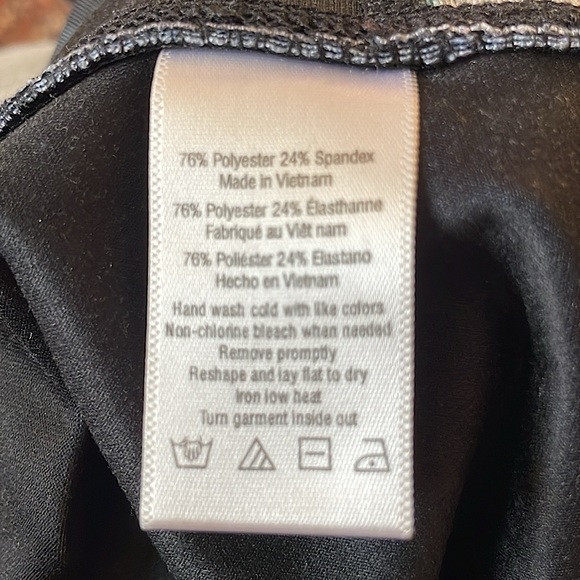 76% Polyester 24% Spandex
Made in Vietnam
76% Polyester 24% Élasthanne
Fabriqué au Viêt nam
76% Poliéster 24% Elastano
Hecho en Vietnam
Hand wash cold with like colors
Non-chlorine bleach when needed
Remove promptly
Reshape and lay flat to dry
Iron low heat
Turn garment inside out